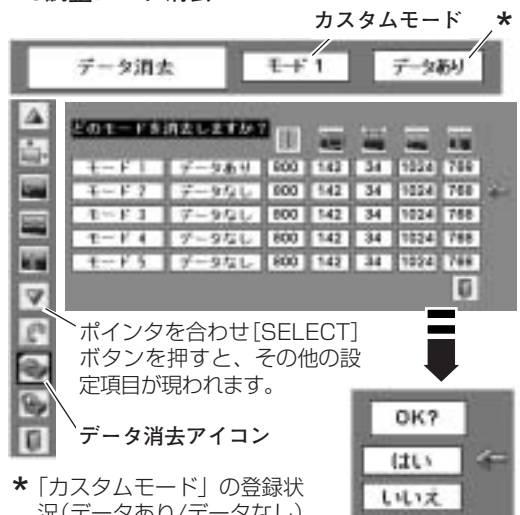 カスタムモード *
データ消去 モード 1 データあり
どのモードを消去しますか?
モード 1 データあり 800 142 34 1024 768
モード 2 データなし 800 142 34 1024 768
モード 3 データなし 800 142 34 1024 768
モード 4 データなし 800 142 34 1024 768
モード 5 データなし 800 142 34 1024 768
ポインタを合わせ[SELECT]
ボタンを押すと、その他の設
定項目が現われます。
データ消去アイコン
OK?
はい
いいえ
*「カスタムモード」の登録状
況(データあり/データなし)